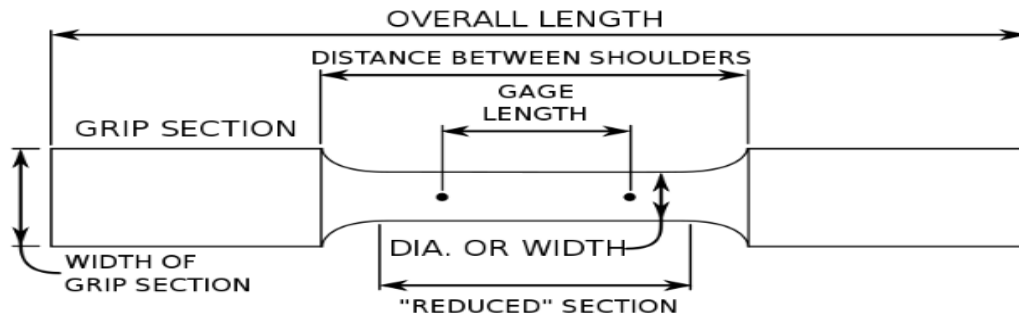 OVERALL LENGTH
DISTANCE BETWEEN SHOULDERS
GAGE
LENGTH
GRIP SECTION
DIA. OR WIDTH
WIDTH OF
GRIP SECTION
"REDUCED" SECTION